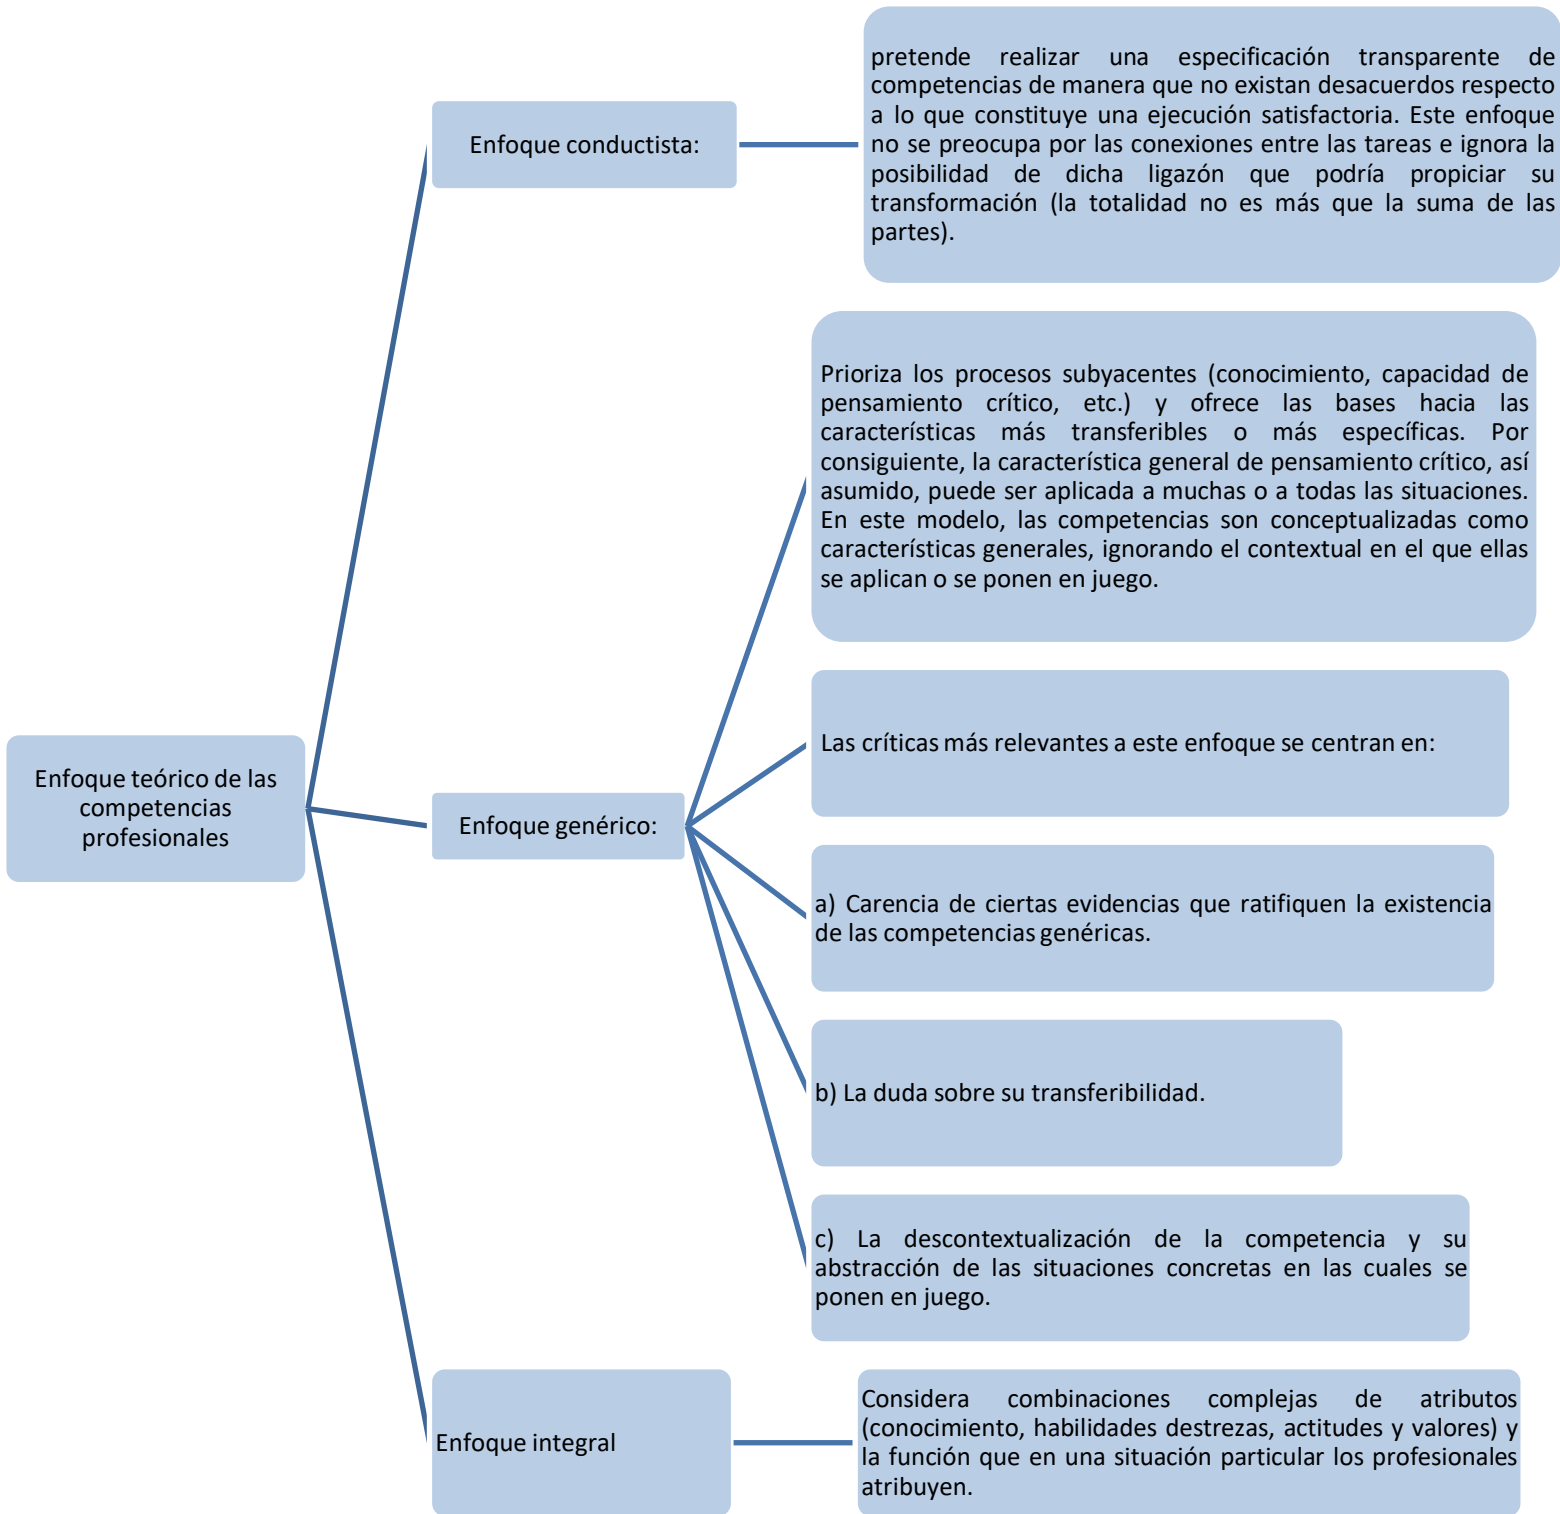 Enfoque teórico de las
competencias
profesionales
Enfoque conductista:
pretende realizar una especificación transparente de
competencias de manera que no existan desacuerdos respecto
a lo que constituye una ejecución satisfactoria. Este enfoque
no se preocupa por las conexiones entre las tareas e ignora la
posibilidad de dicha ligazón que podría propiciar su
transformación (la totalidad no es más que la suma de las
partes).
Enfoque genérico:
Prioriza los procesos subyacentes (conocimiento, capacidad de
pensamiento crítico, etc.) y ofrece las bases hacia las
características más transferibles o más específicas. Por
consiguiente, la característica general de pensamiento crítico, así
asumido, puede ser aplicada a muchas o a todas las situaciones.
En este modelo, las competencias son conceptualizadas como
características generales, ignorando el contextual en el que ellas
se aplican o se ponen en juego.
Las críticas más relevantes a este enfoque se centran en:
a) Carencia de ciertas evidencias que ratifiquen la existencia
de las competencias genéricas.
b) La duda sobre su transferibilidad.
c) La descontextualización de la competencia y su
abstracción de las situaciones concretas en las cuales se
ponen en juego.
Enfoque integral
Considera combinaciones complejas de atributos
(conocimiento, habilidades destrezas, actitudes y valores) y
la función que en una situación particular los profesionales
atribuyen.